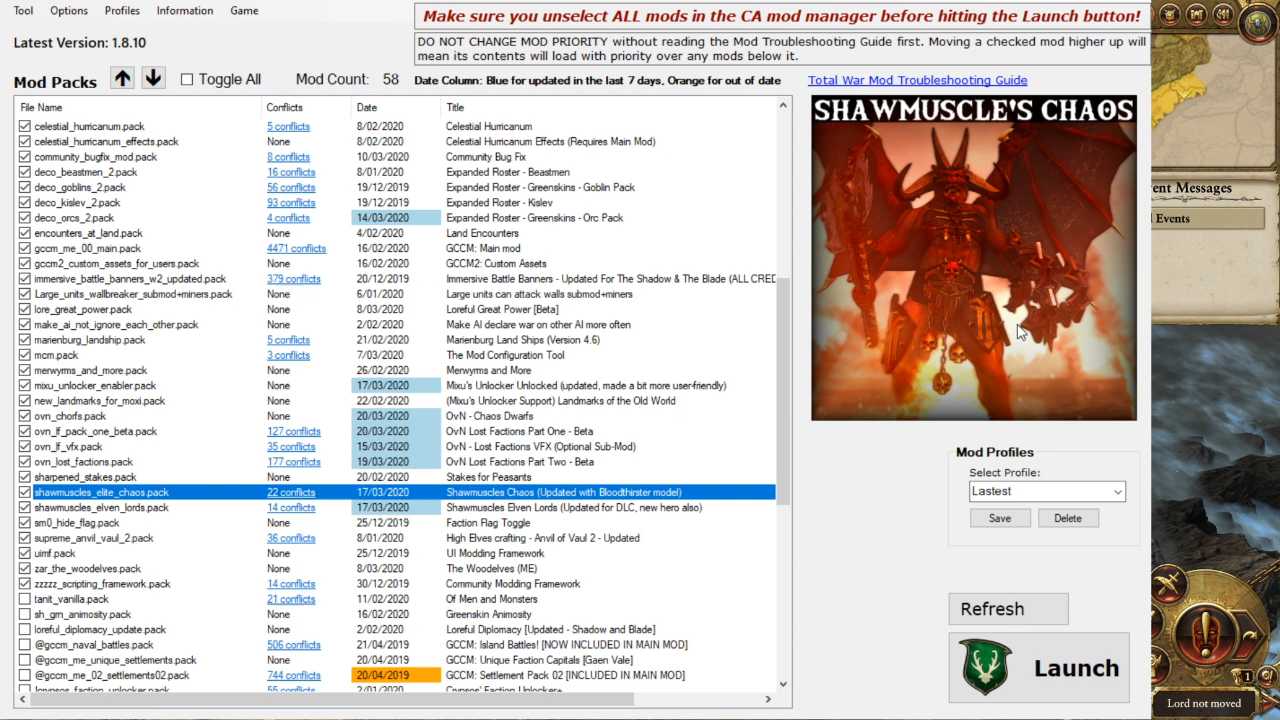 Tool Options Profiles Information Game
Make sure you unselect ALL mods in the CA mod manager before hitting the Launch button!
Latest Version: 1.8.10
DO NOT CHANGE MOD PRIORITY without reading the Mod Troubleshooting Guide first. Moving a checked mod higher up will
mean its contents will load with priority over any mods below it.
Mod Packs Toggle All Mod Count: 58 Date Column: Blue for updated in the last 7 days, Orange for out of date
Total War Mod Troubleshooting Guide
File Name Conflicts Date Title
celestial_hurricanum.pack 5 conflicts 8/02/2020 Celestial Hurricanum
celestial_hurricanum_effects.pack None 8/02/2020 Celestial Hurricanum Effects (Requires Main Mod)
community_bugfix_mod.pack 8 conflicts 10/03/2020 Community Bug Fix
deco_beastmen_2.pack 16 conflicts 8/01/2020 Expanded Roster - Beastmen
deco_goblins_2.pack 56 conflicts 19/12/2019 Expanded Roster - Greenskins - Goblin Pack
deco_kislev_2.pack 93 conflicts 19/12/2019 Expanded Roster - Kislev
deco_orcs_2.pack 4 conflicts 14/03/2020 Expanded Roster - Greenskins - Orc Pack
encounters_at_land.pack None 4/02/2020 Land Encounters
gccm_me_00_main.pack 4471 conflicts 16/02/2020 GCCM: Main mod
gccm2_custom_assets_for_users.pack None 16/02/2020 GCCM2: Custom Assets
immersive_battle_banners_w2_updated.pack 379 conflicts 20/12/2019 Immersive Battle Banners - Updated For The Shadow & The Blade (ALL CRED
Large_units_wallbreaker_submod+miners.pack None 6/01/2020 Large units can attack walls submod+miners
lore_great_power.pack None 8/03/2020 Loreful Great Power [Beta]
make_ai_not_ignore_each_other.pack None 2/02/2020 Make AI declare war on other AI more often
marienburg_landship.pack 5 conflicts 21/02/2020 Marienburg Land Ships (Version 4.6)
mcm.pack 3 conflicts 7/03/2020 The Mod Configuration Tool
merwyrms_and_more.pack None 26/02/2020 Merwyrms and More
mixu_unlocker_enabler.pack None 17/03/2020 Mixu's Unlocker Unlocked (updated, made a bit more user-friendly)
new_landmarks_for_moxi.pack None 22/02/2020 (Mixu's Unlocker Support) Landmarks of the Old World
ovn_chorfs.pack None 20/03/2020 OvN - Chaos Dwarfs
ovn_lf_pack_one_beta.pack 127 conflicts 20/03/2020 OvN - Lost Factions Part One - Beta
ovn_lf_vfx.pack 35 conflicts 15/03/2020 OvN - Lost Factions VFX (Optional Sub-Mod)
ovn_lost_factions.pack 177 conflicts 19/03/2020 OvN Lost Factions Part Two - Beta
sharpened_stakes.pack None 20/02/2020 Stakes for Peasants
shawmuscles_elite_chaos.pack 22 conflicts 17/03/2020 Shawmuscles Chaos (Updated with Bloodthirster model)
shawmuscles_elven_lords.pack 14 conflicts 17/03/2020 Shawmuscles Elven Lords (Updated for DLC, new hero also)
sm0_hide_flag.pack None 25/12/2019 Faction Flag Toggle
supreme_anvil_vaul_2.pack 36 conflicts 8/01/2020 High Elves crafting - Anvil of Vaul 2 - Updated
uimf.pack None 25/12/2019 UI Modding Framework
zar_the_woodelves.pack None 8/03/2020 The Woodelves (ME)
zzzzz_scripting_framework.pack 14 conflicts 30/12/2019 Community Modding Framework
tanit_vanilla.pack 21 conflicts 11/02/2020 Of Men and Monsters
sh_grn_animosity.pack None 16/02/2020 Greenskin Animosity
loreful_diplomacy_update.pack None 2/02/2020 Loreful Diplomacy [Updated - Shadow and Blade]
@gccm_naval_battles.pack 506 conflicts 21/04/2019 GCCM: Island Battles! [NOW INCLUDED IN MAIN MOD]
@gccm_me_unique_settlements.pack None 20/04/2019 GCCM: Unique Faction Capitals [Gaen Vale]
@gccm_me_02_settlements02.pack 744 conflicts 20/04/2019 GCCM: Settlement Pack 02 [INCLUDED IN MAIN MOD]
55 conflicts 2/01/2020
SHAWMUSCLE'S CHAOS
Mod Profiles
Select Profile:
Lastest
Save Delete
Refresh
Launch
ent Messages
Events
1
Lord not moved